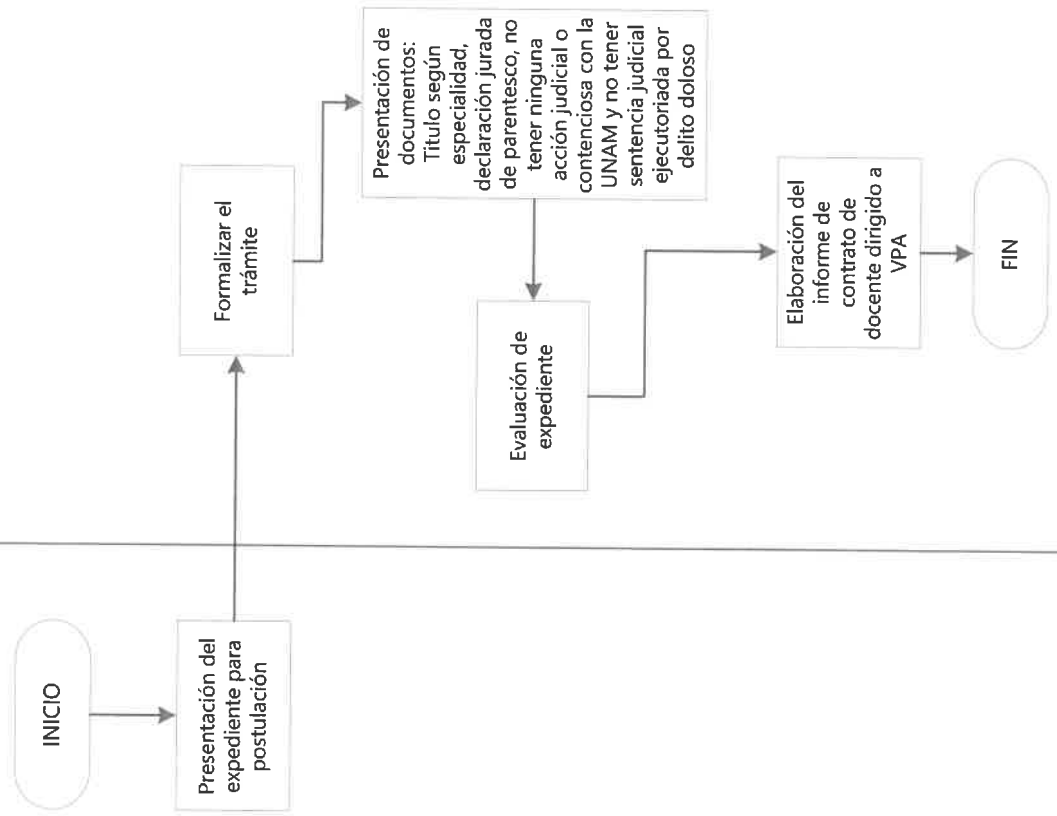 INICIO
Presentación del
expediente para
postulación
Formalizar el
trámite
Presentación de
documentos:
Titulo según
especialidad,
declaración jurada
de parentesco, no
tener ninguna
acción judicial o
contenciosa con la
UNAM y no tener
sentencia judicial
ejecutoriada por
delito doloso
Evaluación de
expediente
Elaboración del
informe de
contrato de
docente dirigido a
VPA
FIN